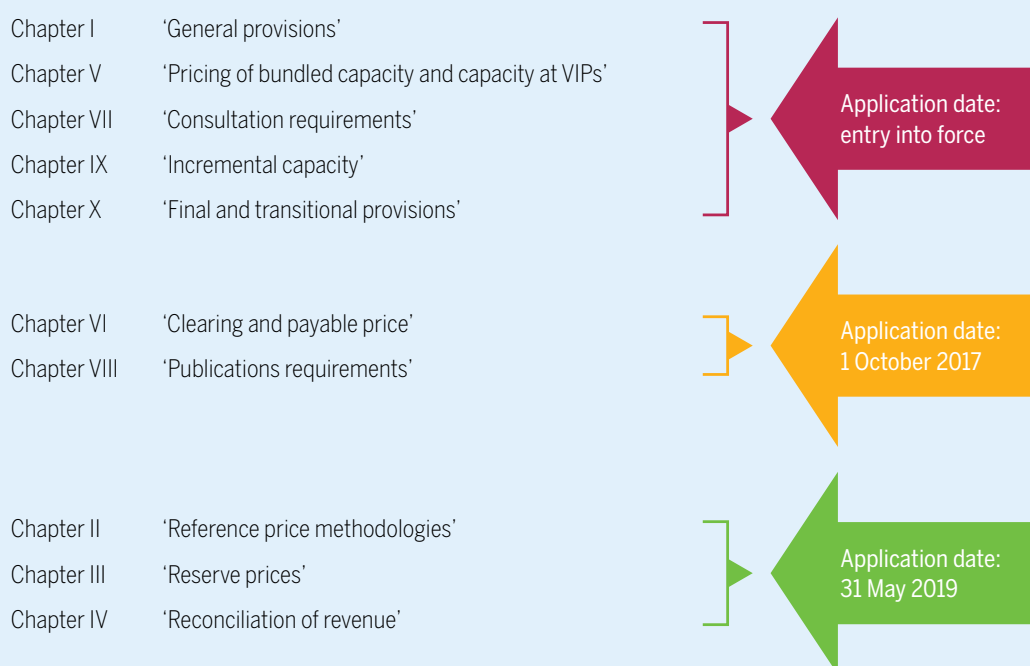 Chapter I ‘General provisions’
Chapter V ‘Pricing of bundled capacity and capacity at VIPs’
Chapter VII ‘Consultation requirements’
Chapter IX ‘Incremental capacity’
Chapter X ‘Final and transitional provisions’
Application date:
entry into force
Chapter VI ‘Clearing and payable price’
Chapter VIII ‘Publications requirements’
Application date:
1 October 2017
Chapter II ‘Reference price methodologies’
Chapter III ‘Reserve prices’
Chapter IV ‘Reconciliation of revenue’
Application date:
31 May 2019